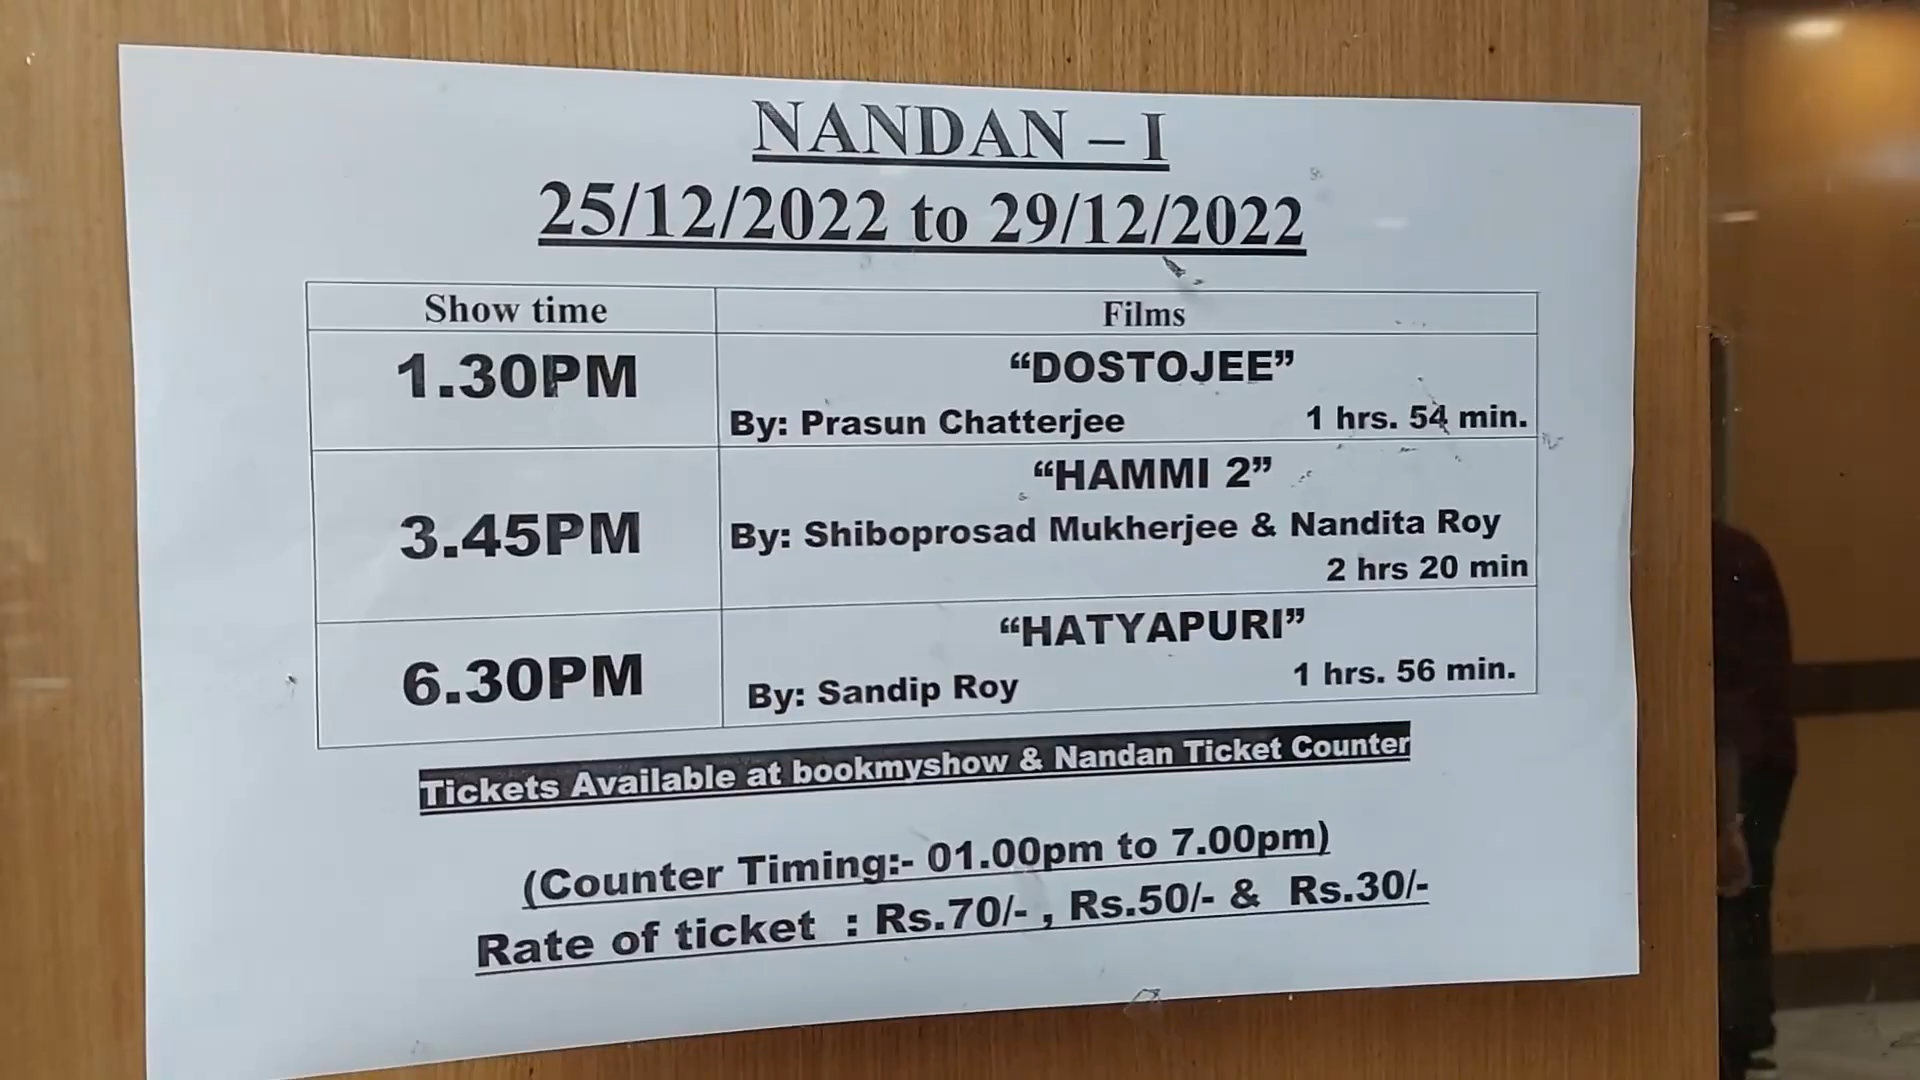 NANDAN – I
25/12/2022 to 29/12/2022
Show time Films
1.30PM “DOSTOJEE”
By: Prasun Chatterjee 1 hrs. 54 min.
3.45PM “HAMMI 2”
By: Shiboprosad Mukherjee & Nandita Roy
2 hrs 20 min
6.30PM “HATYAPURI”
By: Sandip Roy 1 hrs. 56 min.
Tickets Available at bookmyshow & Nandan Ticket Counter
(Counter Timing:- 01.00pm to 7.00pm)
Rate of ticket : Rs.70/- , Rs.50/- & Rs.30/-